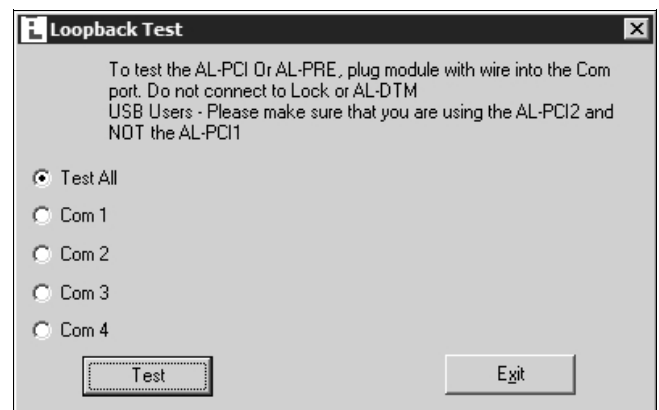 Loopback Test
To test the AL-PCI Or AL-PRE, plug module with wire into the Com
port. Do not connect to Lock or AL-DTM
USB Users - Please make sure that you are using the AL-PCI2 and
NOT the AL-PCI1
Test All
Com 1
Com 2
Com 3
Com 4
Test Exit